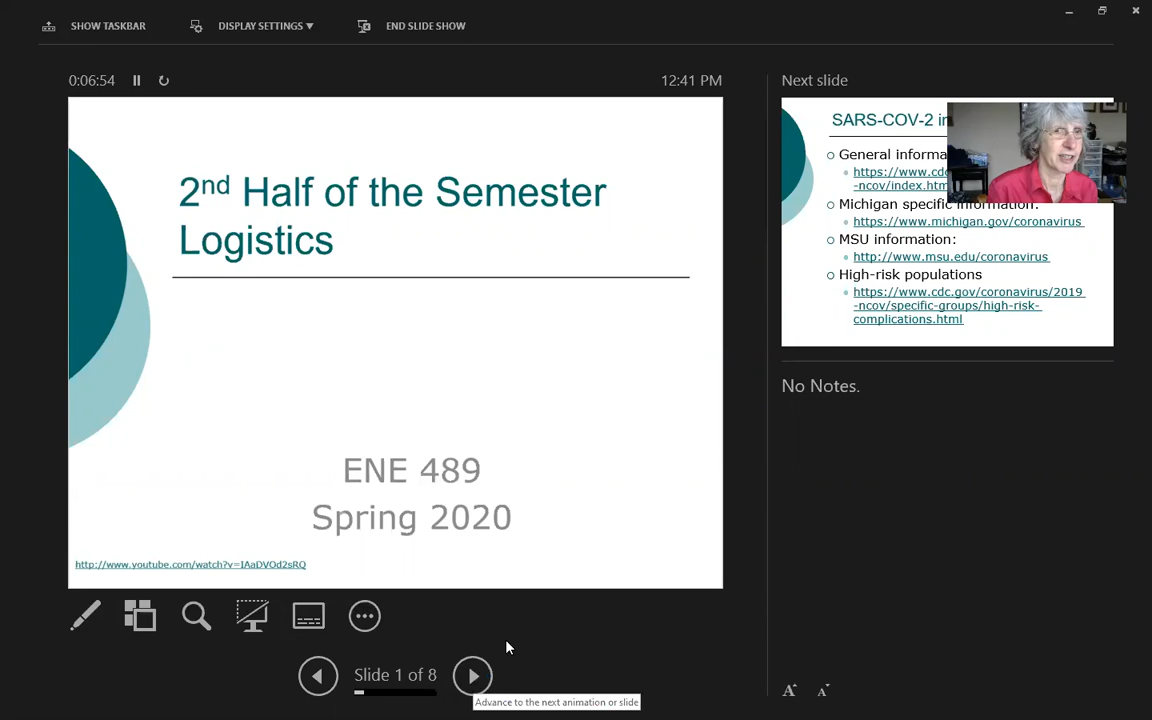 SHOW TASKBAR
DISPLAY SETTINGS ▼
END SLIDE SHOW
0:06:54
12:41 PM
2nd Half of the Semester
Logistics
ENE 489
Spring 2020
http://www.youtube.com/watch?v=IAaDVOd2sRQ
Slide 1 of 8
Advance to the next animation or slide
Next slide
SARS-COV-2
General
https://www.cdc
-ncov/index.htm
Michigan specific information:
https://www.michigan.gov/coronavirus
MSU information:
http://www.msu.edu/coronavirus
High-risk populations
https://www.cdc.gov/coronavirus/2019
-ncov/specific-groups/high-risk-
complications.html
No Notes.
A A